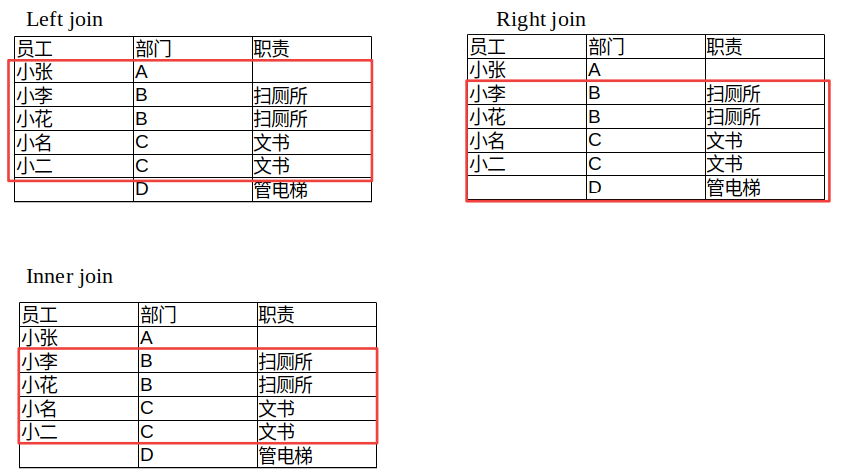 Left join
员工 部门 职责
小张 A
小李 B 扫厕所
小花 B 扫厕所
小名 C 文书
小二 C 文书
D 管电梯
Right join
员工 部门 职责
小张 A
小李 B 扫厕所
小花 B 扫厕所
小名 C 文书
小二 C 文书
D 管电梯
Inner join
员工 部门 职责
小张 A
小李 B 扫厕所
小花 B 扫厕所
小名 C 文书
小二 C 文书
D 管电梯